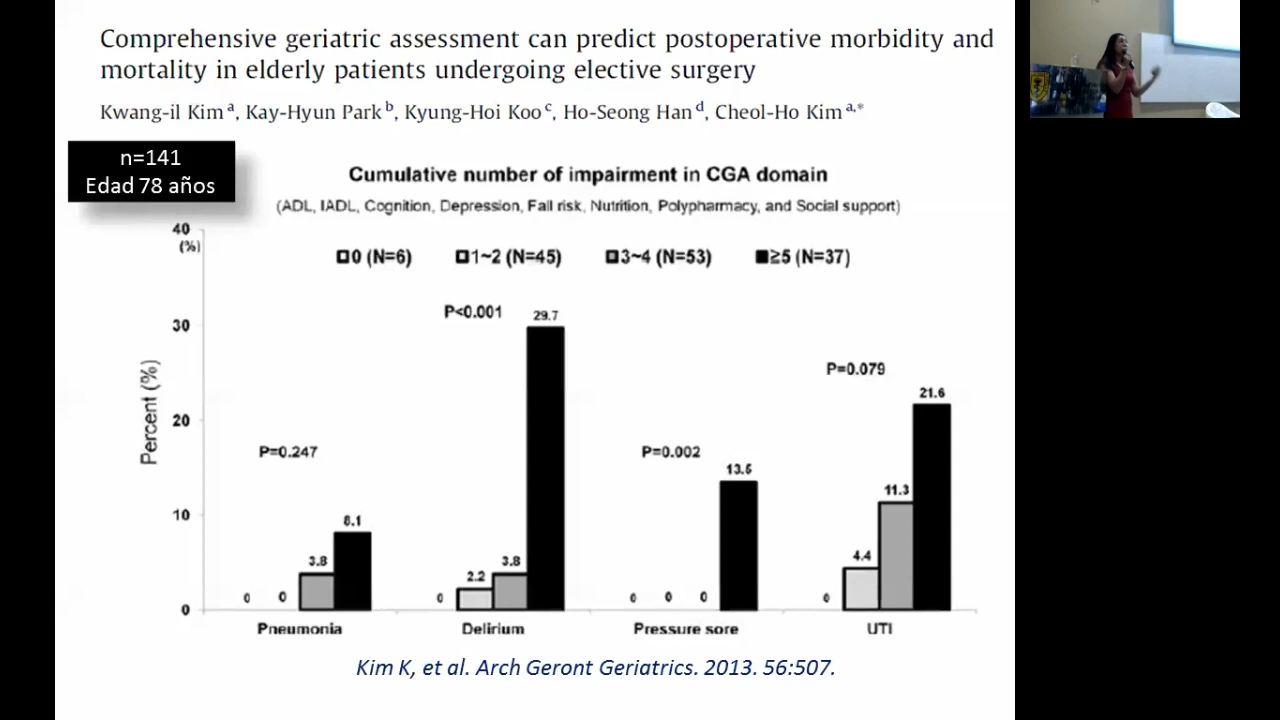 Comprehensive geriatric assessment can predict postoperative morbidity and
mortality in elderly patients undergoing elective surgery
Kwang-il Kim a, Kay-Hyun Park b, Kyung-Hoi Koo c, Ho-Seong Han d, Cheol-Ho Kim a,*
n=141
Edad 78 años
Cumulative number of impairment in CGA domain
(ADL, IADL, Cognition, Depression, Fall risk, Nutrition, Polypharmacy, and Social support)
40
(%)
0 (N=6) 1~2 (N=45) 3~4 (N=53) ≥5 (N=37)
P<0.001 29.7
30
Percent (%)
P=0.079
21.6
20
P=0.247
P=0.002
13.5
11.3
10
8.1
3.8
3.8
4.4
2.2
0 0 0 0 0 0 0
0
Pneumonia Delirium Pressure sore UTI
Kim K, et al. Arch Geront Geriatrics. 2013. 56:507.